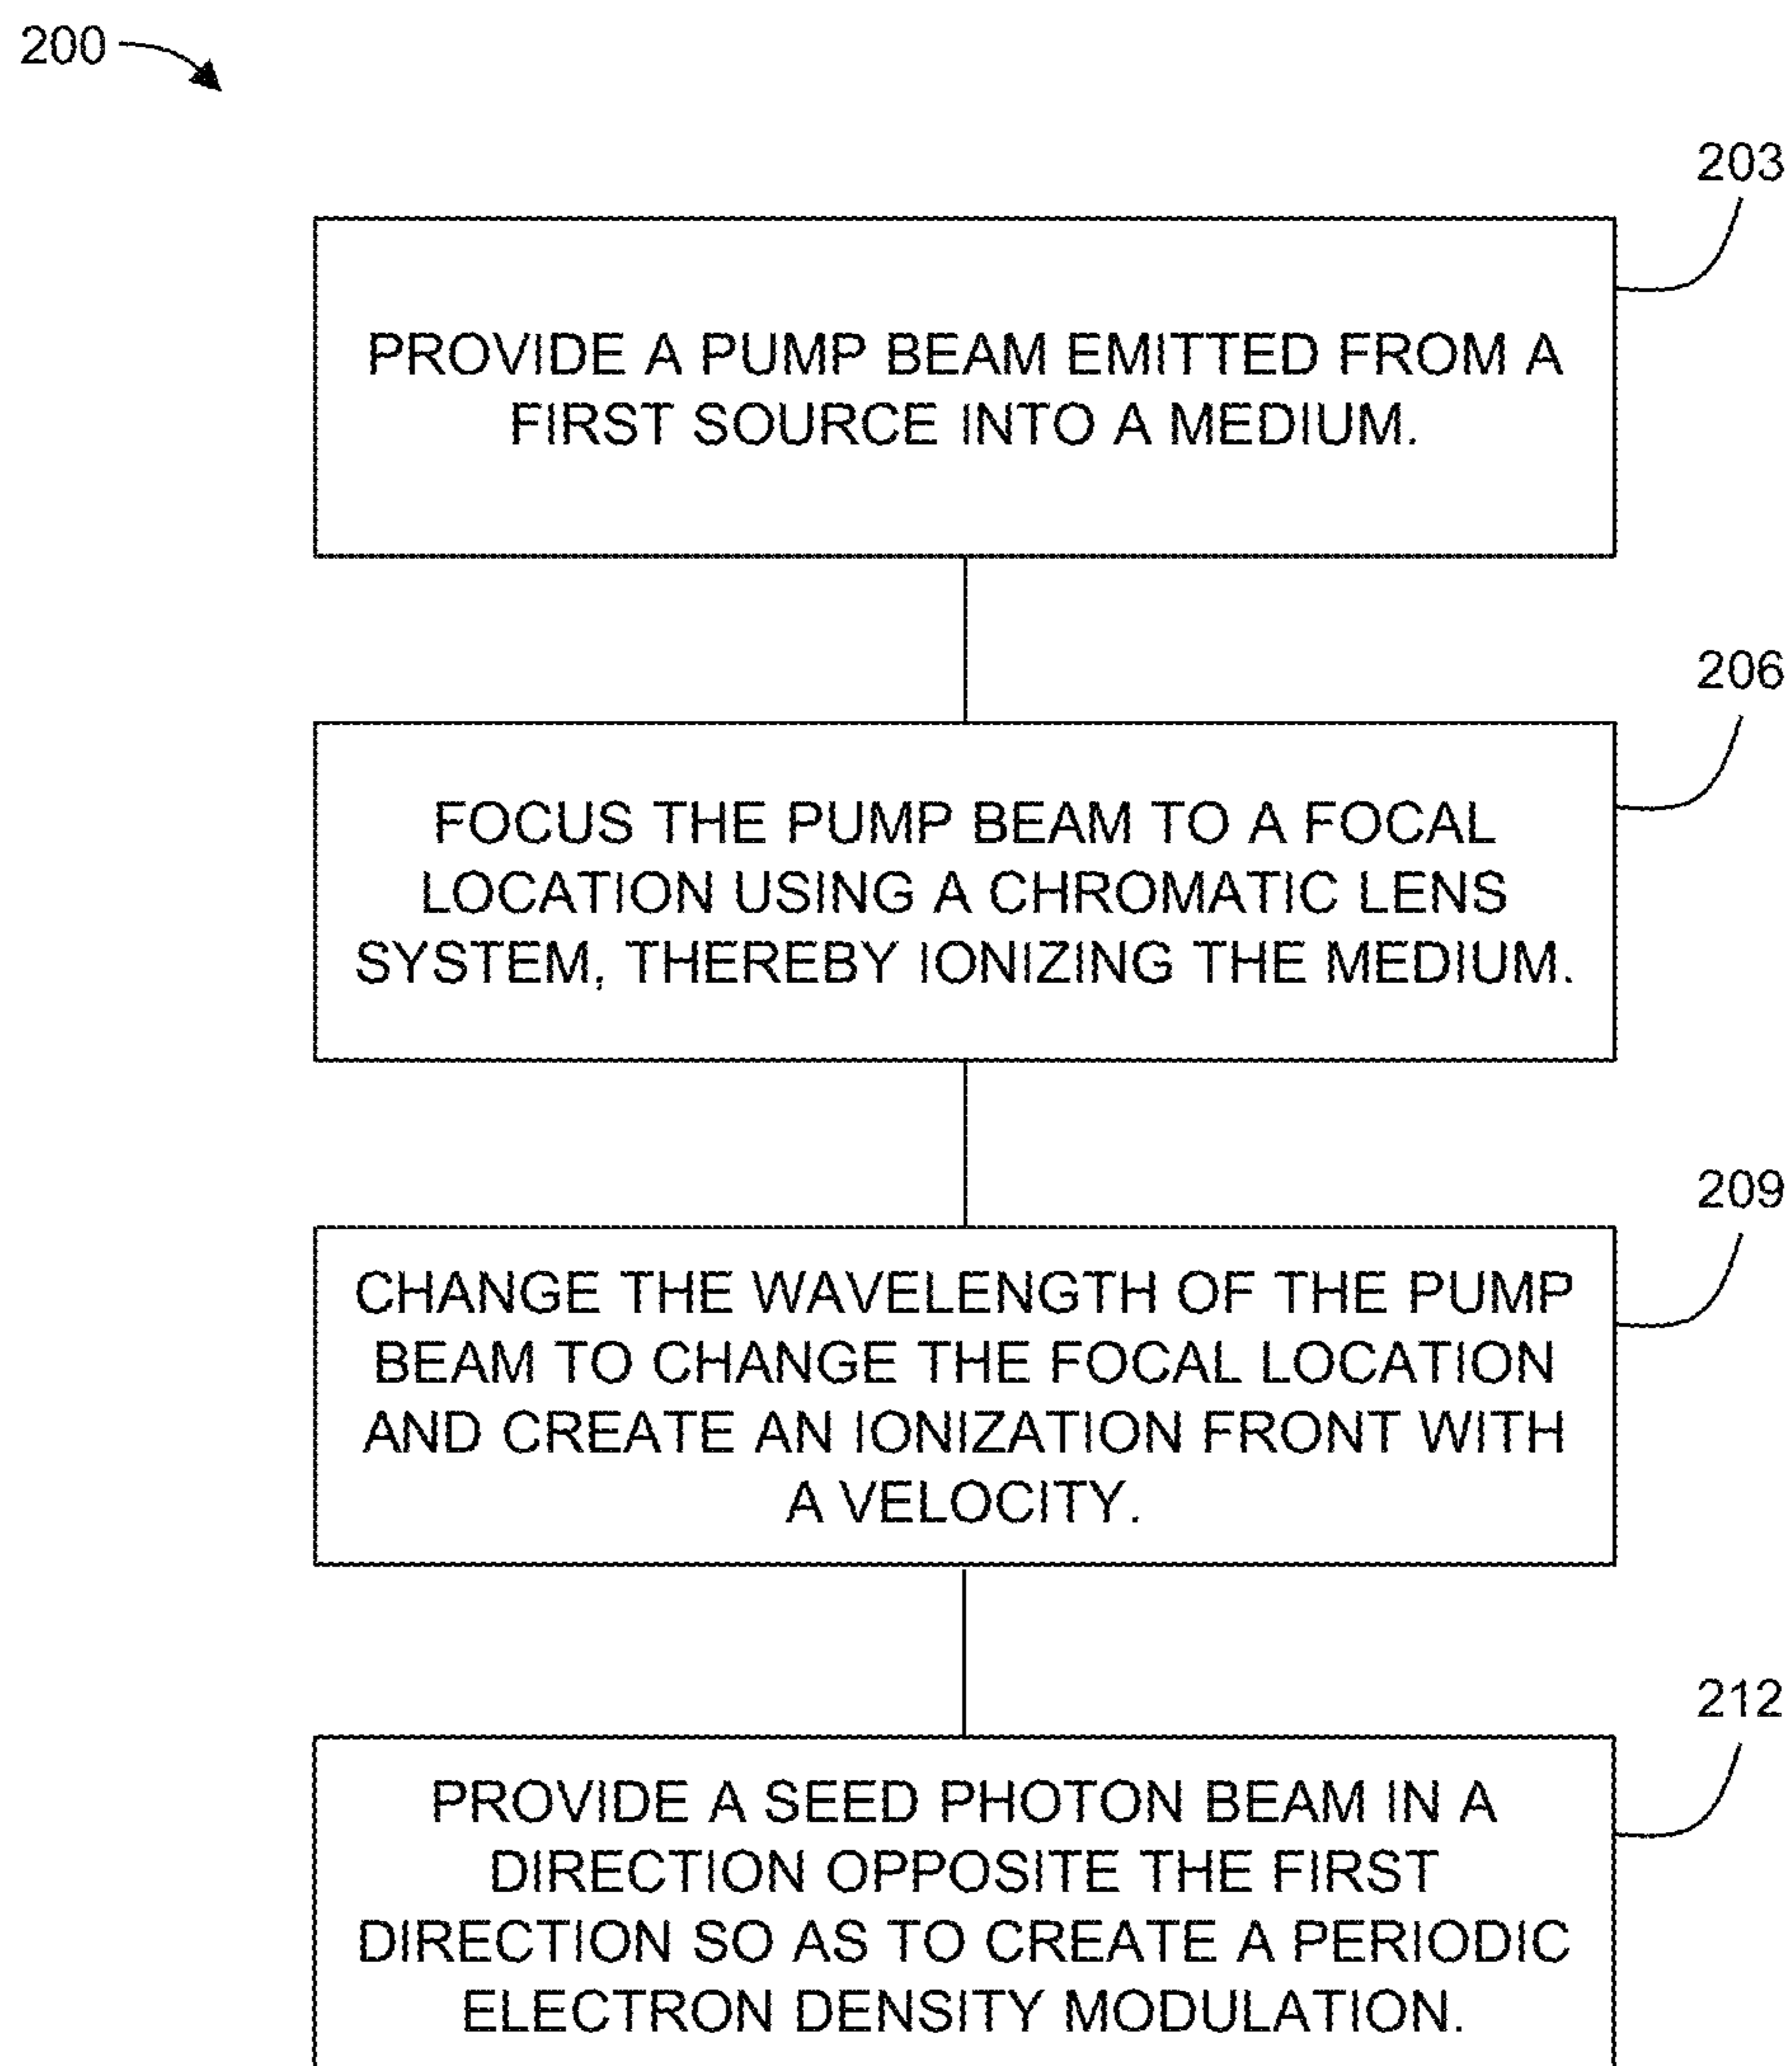 200
203
PROVIDE A PUMP BEAM EMITTED FROM A
FIRST SOURCE INTO A MEDIUM.
206
FOCUS THE PUMP BEAM TO A FOCAL
LOCATION USING A CHROMATIC LENS
SYSTEM, THEREBY IONIZING THE MEDIUM.
209
CHANGE THE WAVELENGTH OF THE PUMP
BEAM TO CHANGE THE FOCAL LOCATION
AND CREATE AN IONIZATION FRONT WITH
A VELOCITY.
212
PROVIDE A SEED PHOTON BEAM IN A
DIRECTION OPPOSITE THE FIRST
DIRECTION SO AS TO CREATE A PERIODIC
ELECTRON DENSITY MODULATION.